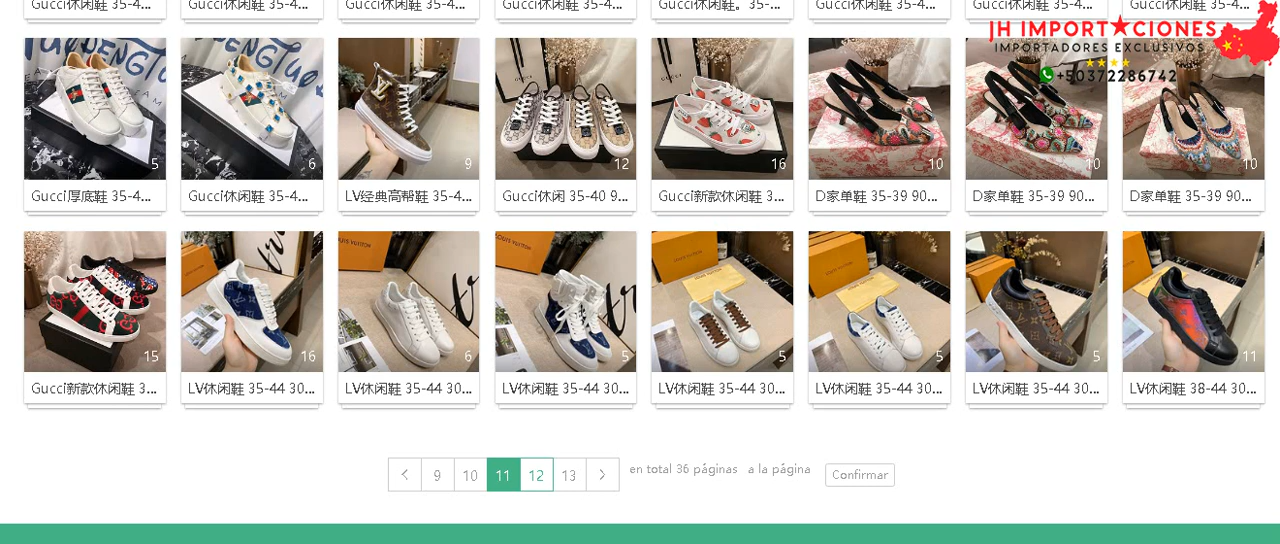 Gucci休闲鞋 35-4...
Gucci休闲鞋 35-4...
Gucci休闲鞋 35-4...
Gucci休闲鞋 35-4...
Gucci休闲鞋。35-...
Gucci休闲鞋 35-4...
Gucci休闲鞋 35-4...
Gucci休闲鞋 35-4...
JH IMPORT★CIONES
IMPORTADORES EXCLUSIVOS
+50372286742
5
6
9
12
16
10
10
10
Gucci厚底鞋 35-4...
Gucci休闲鞋 35-4...
LV经典高帮鞋 35-4...
Gucci休闲 35-40 9...
Gucci新款休闲鞋 3...
D家单鞋 35-39 90...
D家单鞋 35-39 90...
D家单鞋 35-39 90...
15
16
6
5
5
5
5
11
Gucci新款休闲鞋 3...
LV休闲鞋 35-44 30...
LV休闲鞋 35-44 30...
LV休闲鞋 35-44 30...
LV休闲鞋 35-44 30...
LV休闲鞋 35-44 30...
LV休闲鞋 35-44 30...
LV休闲鞋 38-44 30...
< 9 10 11 12 13 > en total 36 páginas a la página Confirmar